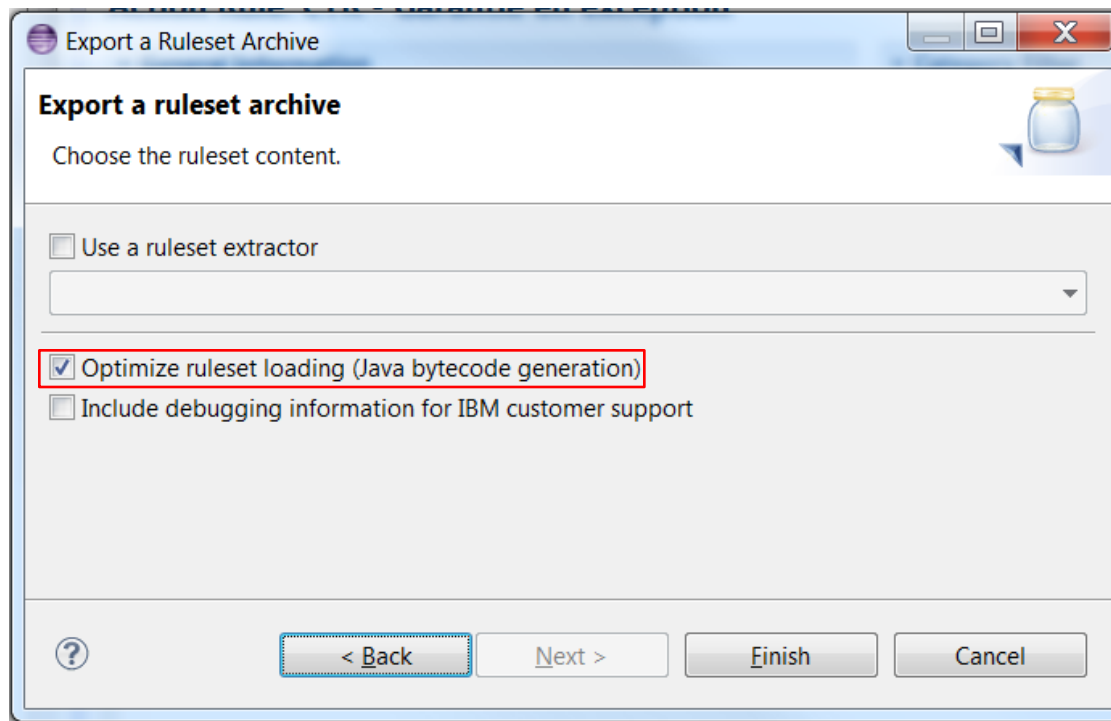 Export a Ruleset Archive
Export a ruleset archive
Choose the ruleset content.
Use a ruleset extractor
Optimize ruleset loading (Java bytecode generation)
Include debugging information for IBM customer support
< Back
Next >
Finish
Cancel